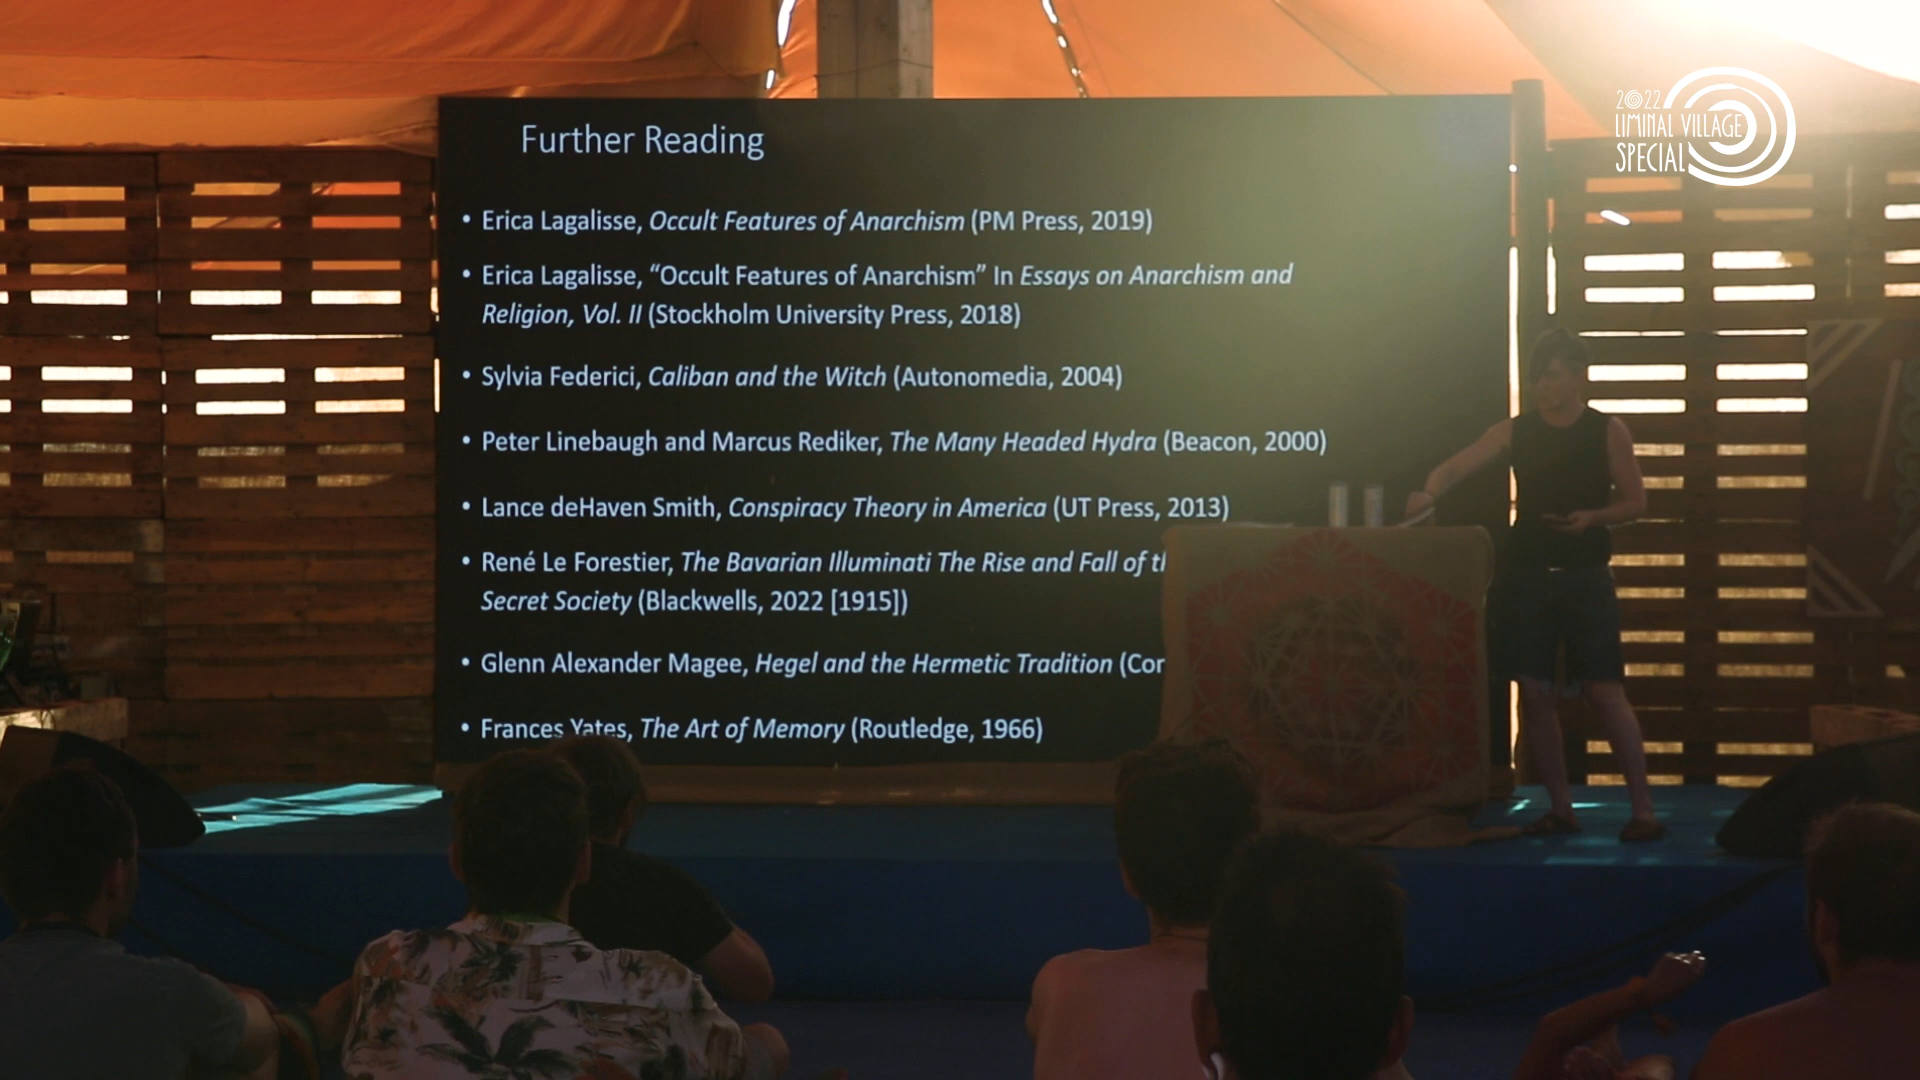 2022
LIMINAL VILLAGE
SPECIAL
Further Reading
• Erica Lagalisse, Occult Features of Anarchism (PM Press, 2019)
• Erica Lagalisse, “Occult Features of Anarchism” In Essays on Anarchism and
Religion, Vol. II (Stockholm University Press, 2018)
• Sylvia Federici, Caliban and the Witch (Autonomedia, 2004)
• Peter Linebaugh and Marcus Rediker, The Many Headed Hydra (Beacon, 2000)
• Lance deHaven Smith, Conspiracy Theory in America (UT Press, 2013)
• René Le Forestier, The Bavarian Illuminati The Rise and Fall of
Secret Society (Blackwells, 2022 [1915])
• Glenn Alexander Magee, Hegel and the Hermetic Tradition
• Frances Yates, The Art of Memory (Routledge, 1966)